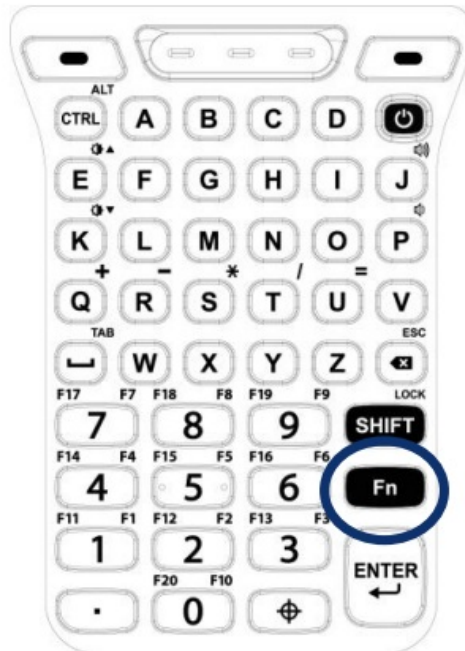 ALT
CTRL A B C D
E F G H I J
K L M N O P
+ − * / =
Q R S T U V
TAB ESC
W X Y Z
F17 F7 F18 F8 F19 F9 LOCK
7 8 9 SHIFT
F14 F4 F15 F5 F16 F6
4 5 6 Fn
F11 F1 F12 F2 F13 F3
1 2 3 ENTER
F20 F10
. 0